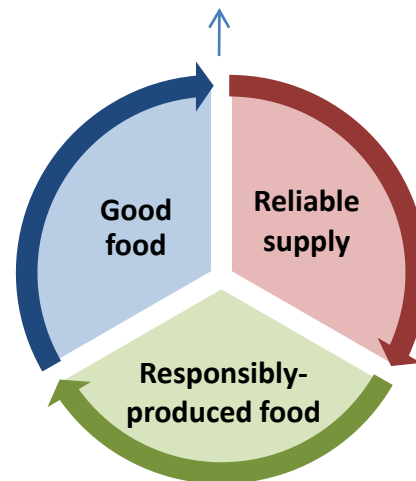 Good
food
Reliable
supply
Responsibly-
produced food